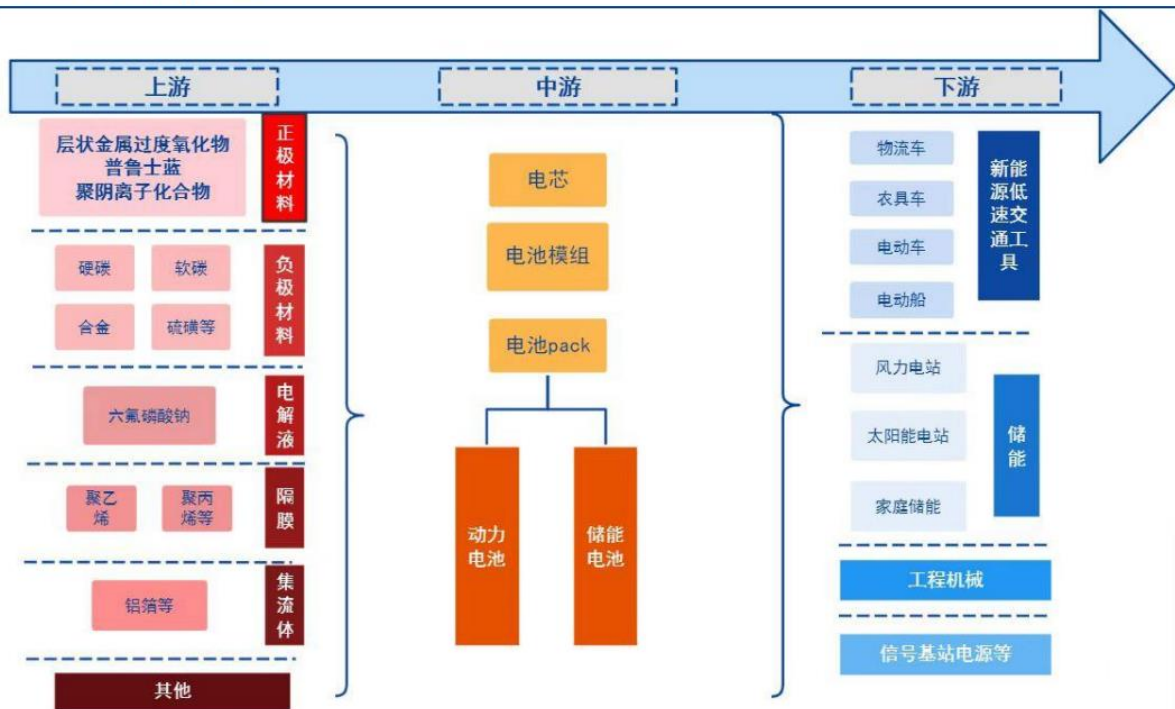 上游
中游
下游
层状金属过度氧化物
普鲁士蓝
聚阴离子化合物
正
极
材
料
硬碳
软碳
合金
硫磺等
负
极
材
料
六氟磷酸钠
电
解
液
聚乙
烯
聚丙
烯等
隔
膜
铝箔等
集
流
体
其他
电芯
电池模组
电池pack
动力
电池
储能
电池
物流车
农具车
电动车
电动船
新能
源低
速交
通工
具
风力电站
太阳能电站
家庭储能
储
能
工程机械
信号基站电源等